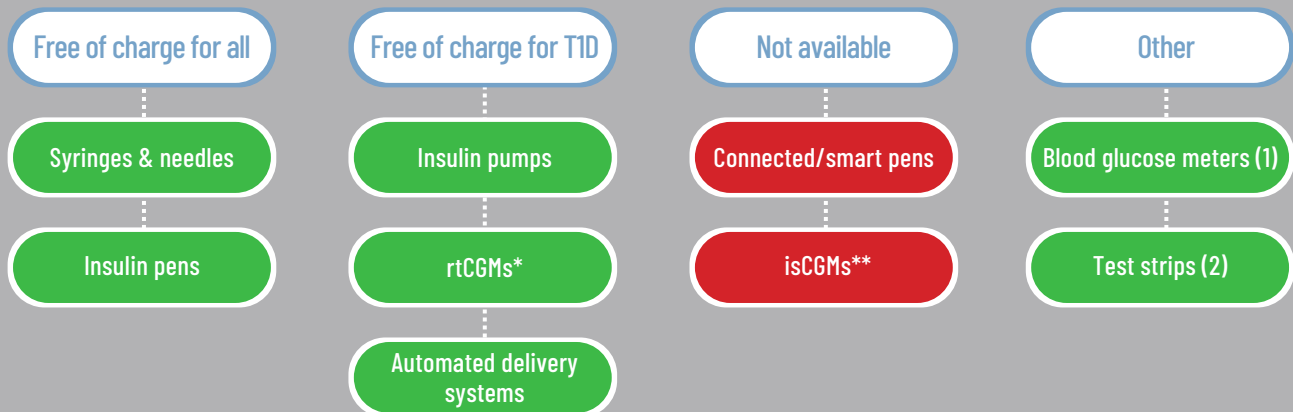 Free of charge for all
Syringes & needles
Insulin pens
Free of charge for T1D
Insulin pumps
rtCGMs*
Automated delivery
systems
Not available
Connected/smart pens
isCGMs**
Other
Blood glucose meters (1)
Test strips (2)